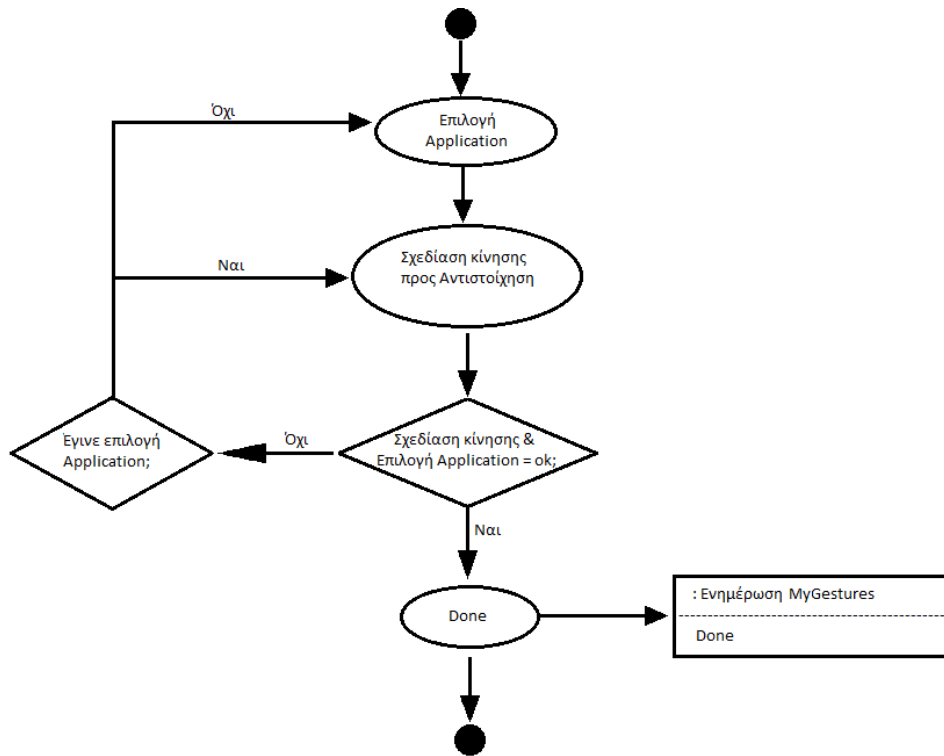 Όχι
Επιλογή
Application
Ναι
Σχεδίαση κίνησης
προς Αντιστοίχηση
Έγινε επιλογή
Application;
Όχι
Σχεδίαση κίνησης &
Επιλογή Application = ok;
Ναι
Done
: Ενημέρωση MyGestures
Done